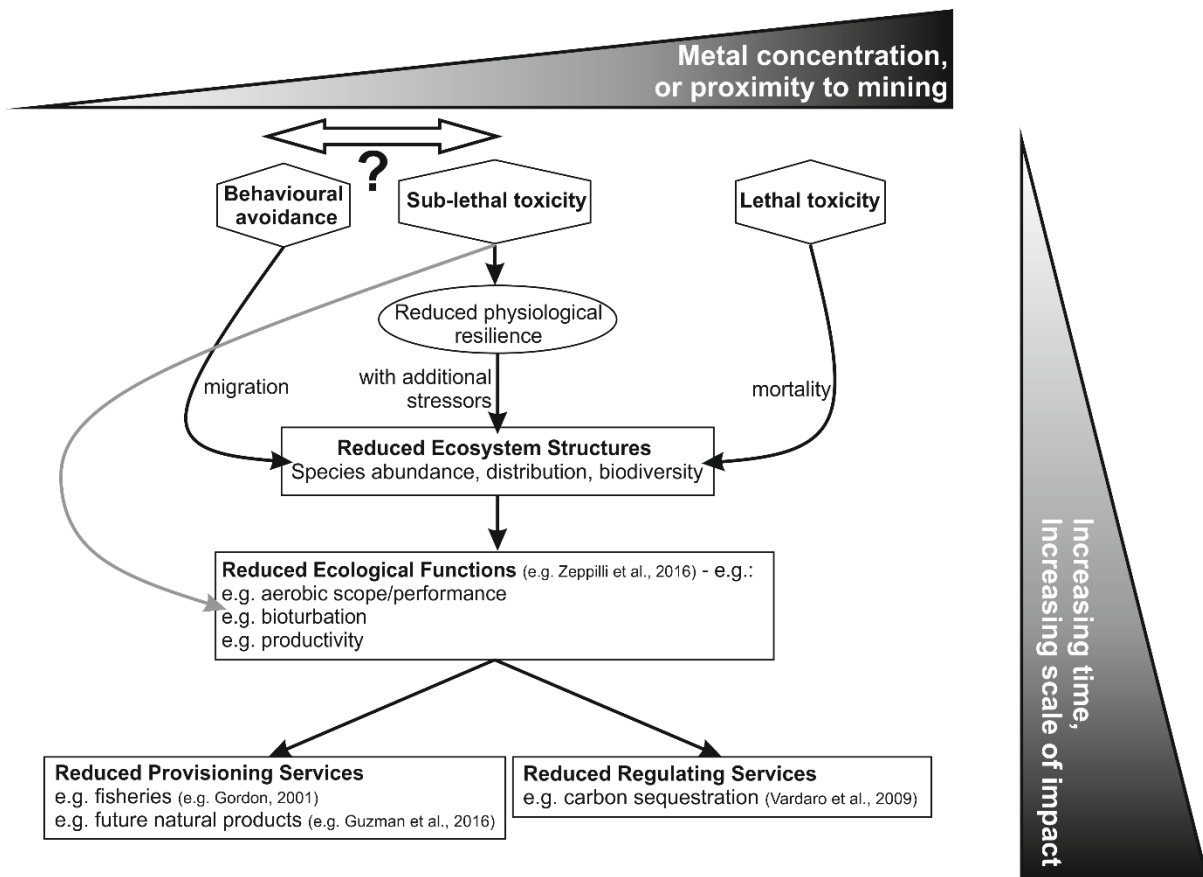 Metal concentration,
or proximity to mining
?
Behavioural
avoidance
Sub-lethal toxicity
Lethal toxicity
Reduced physiological
resilience
migration
with additional
stressors
mortality
Reduced Ecosystem Structures
Species abundance, distribution, biodiversity
Reduced Ecological Functions (e.g. Zeppilli et al., 2016) - e.g.:
e.g. aerobic scope/performance
e.g. bioturbation
e.g. productivity
Reduced Provisioning Services
e.g. fisheries (e.g. Gordon, 2001)
e.g. future natural products (e.g. Guzman et al., 2016)
Reduced Regulating Services
e.g. carbon sequestration (Vardaro et al., 2009)
Increasing time,
Increasing scale of impact